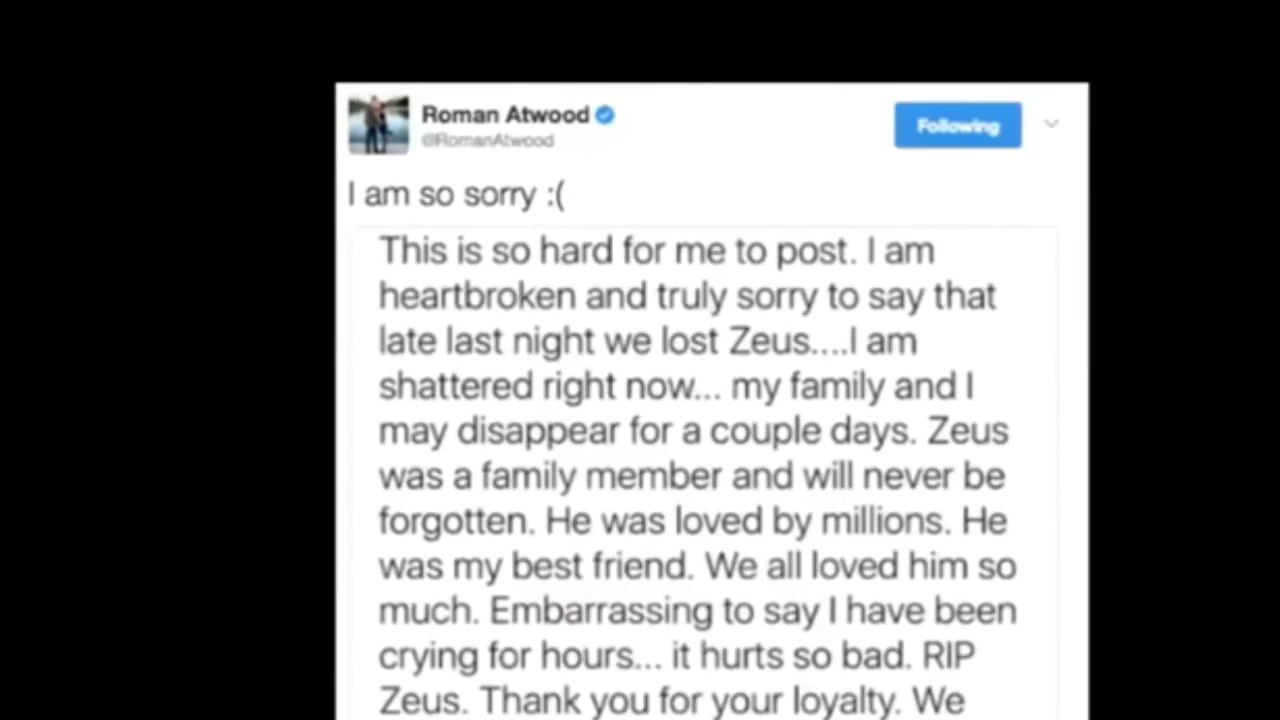 Roman Atwood
@RomanAtwood
Following
I am so sorry :(
This is so hard for me to post. I am
heartbroken and truly sorry to say that
late last night we lost Zeus....I am
shattered right now... my family and I
may disappear for a couple days. Zeus
was a family member and will never be
forgotten. He was loved by millions. He
was my best friend. We all loved him so
much. Embarrassing to say I have been
crying for hours... it hurts so bad. RIP
Zeus. Thank you for your loyalty. We